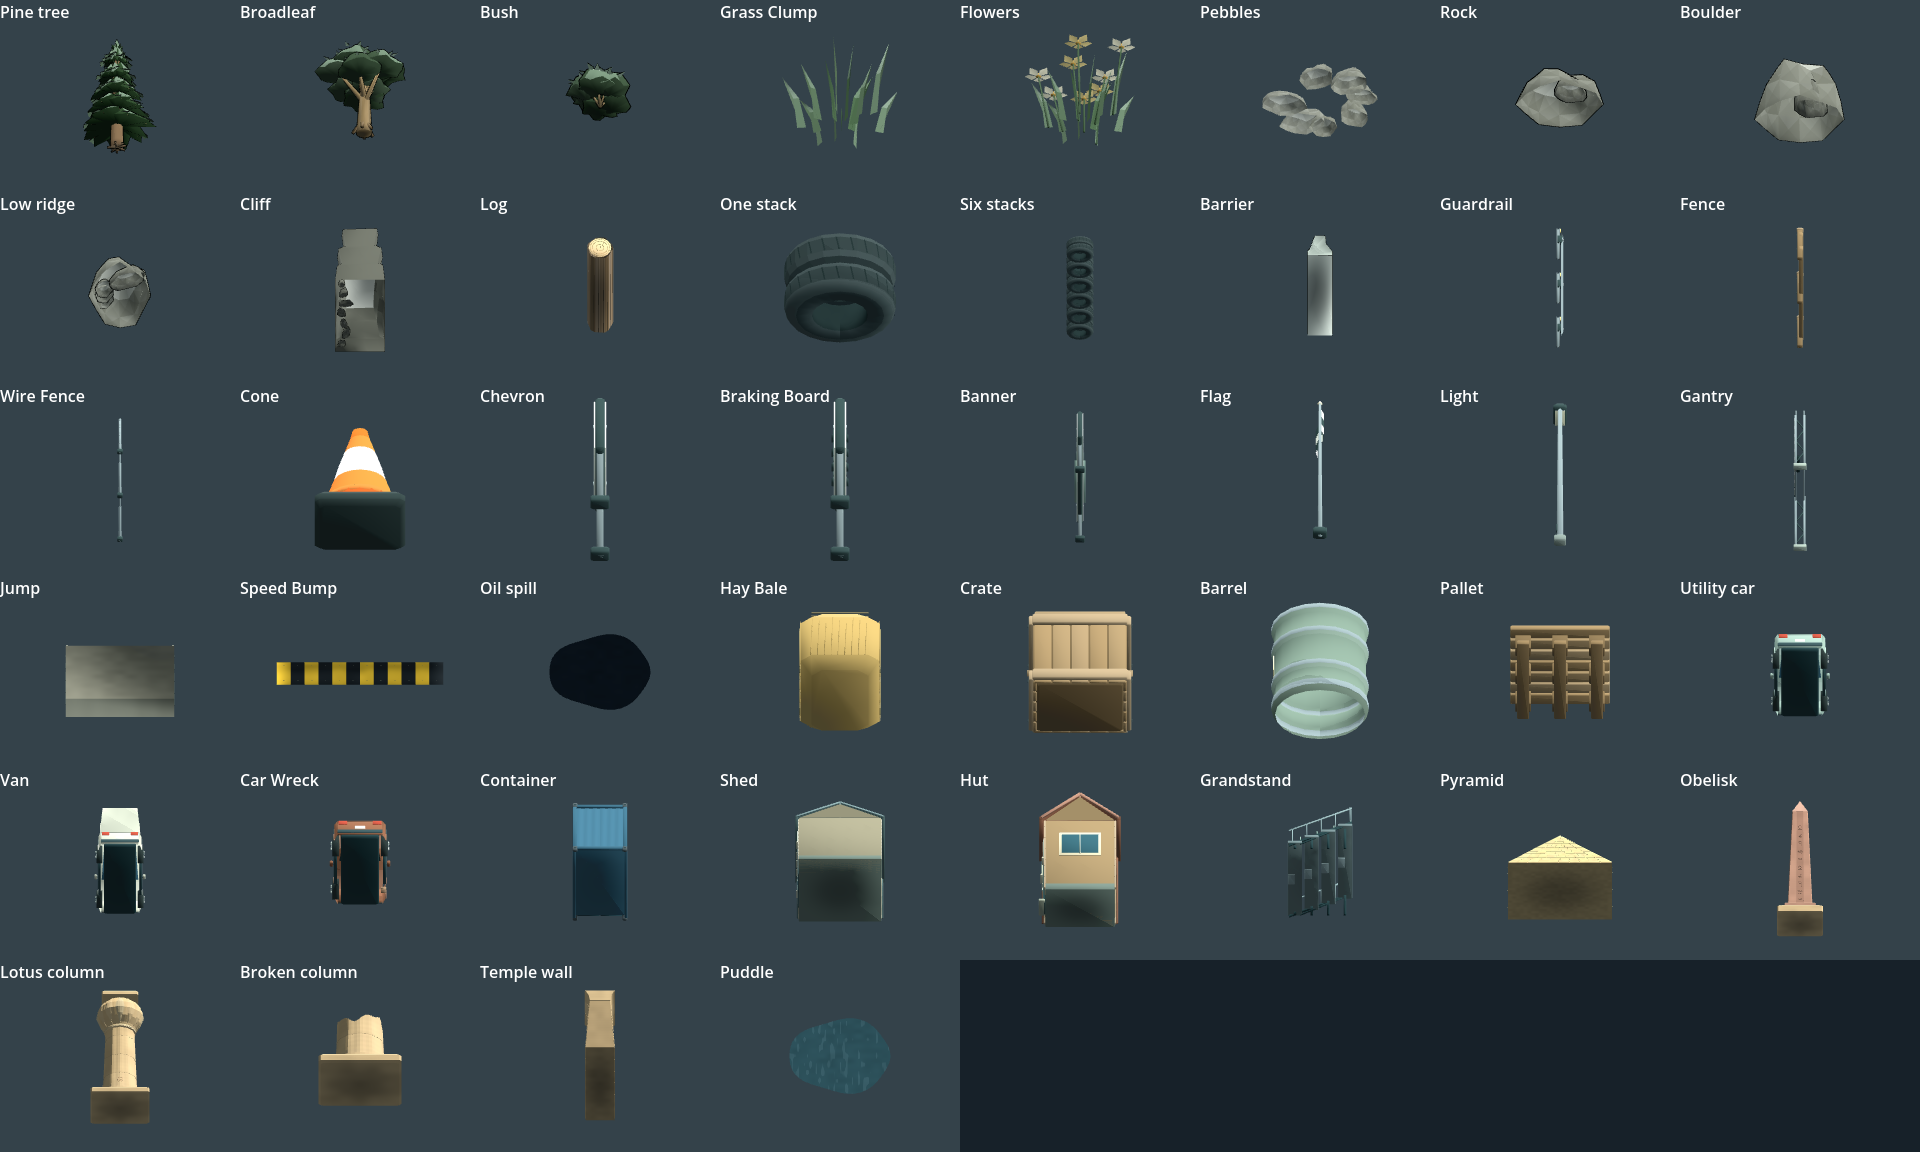 Pine tree
Broadleaf
Bush
Grass Clump
Flowers
Pebbles
Rock
Boulder
Low ridge
Cliff
Log
One stack
Six stacks
Barrier
Guardrail
Fence
Wire Fence
Cone
Chevron
Braking Board
Banner
Flag
Light
Gantry
Jump
Speed Bump
Oil spill
Hay Bale
Crate
Barrel
Pallet
Utility car
Van
Car Wreck
Container
Shed
Hut
Grandstand
Pyramid
Obelisk
Lotus column
Broken column
Temple wall
Puddle